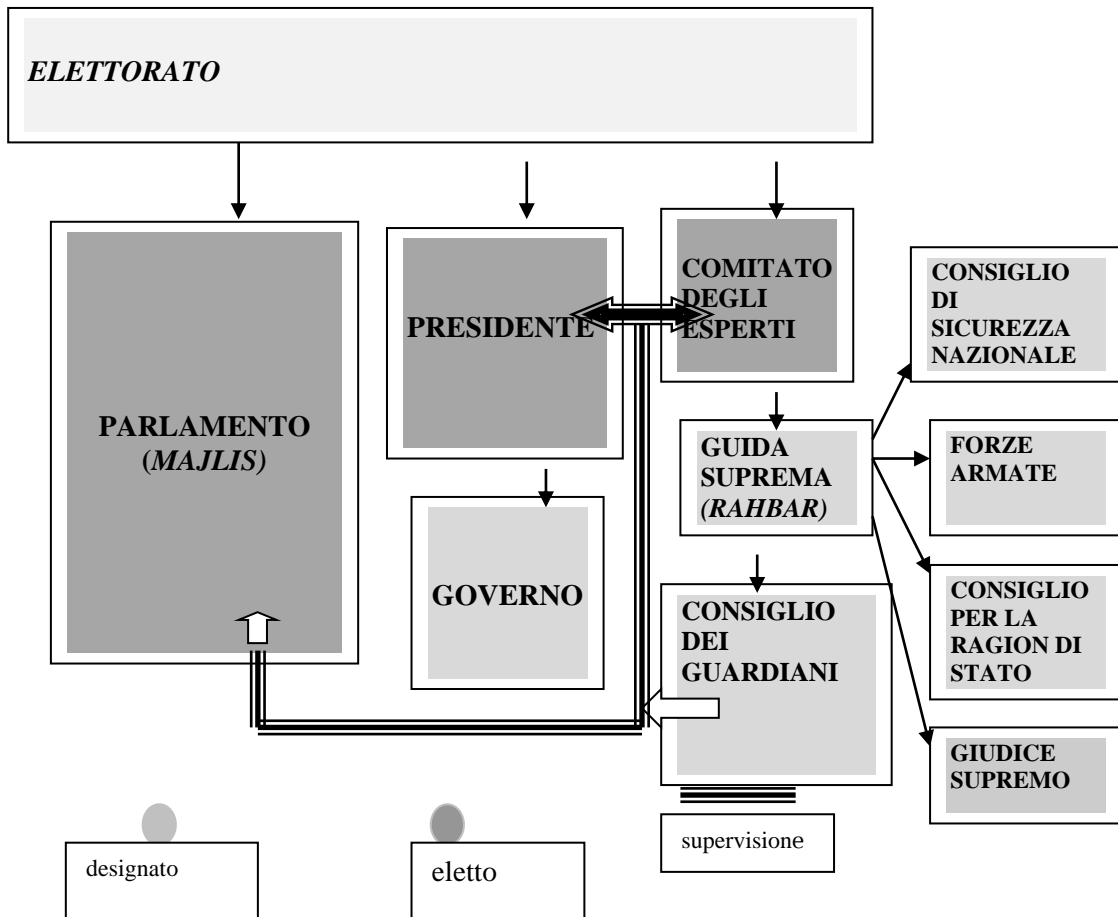 ELETTORATO
PARLAMENTO
(MAJLIS)
PRESIDENTE
COMITATO
DEGLI
ESPERTI
CONSIGLIO
DI
SICUREZZA
NAZIONALE
GOVERNO
GUIDA
SUPREMA
(RAHBAR)
FORZE
ARMATE
CONSIGLIO
DEI
GUARDIANI
CONSIGLIO
PER LA
RAGION DI
STATO
GIUDICE
SUPREMO
designato
eletto
supervisione